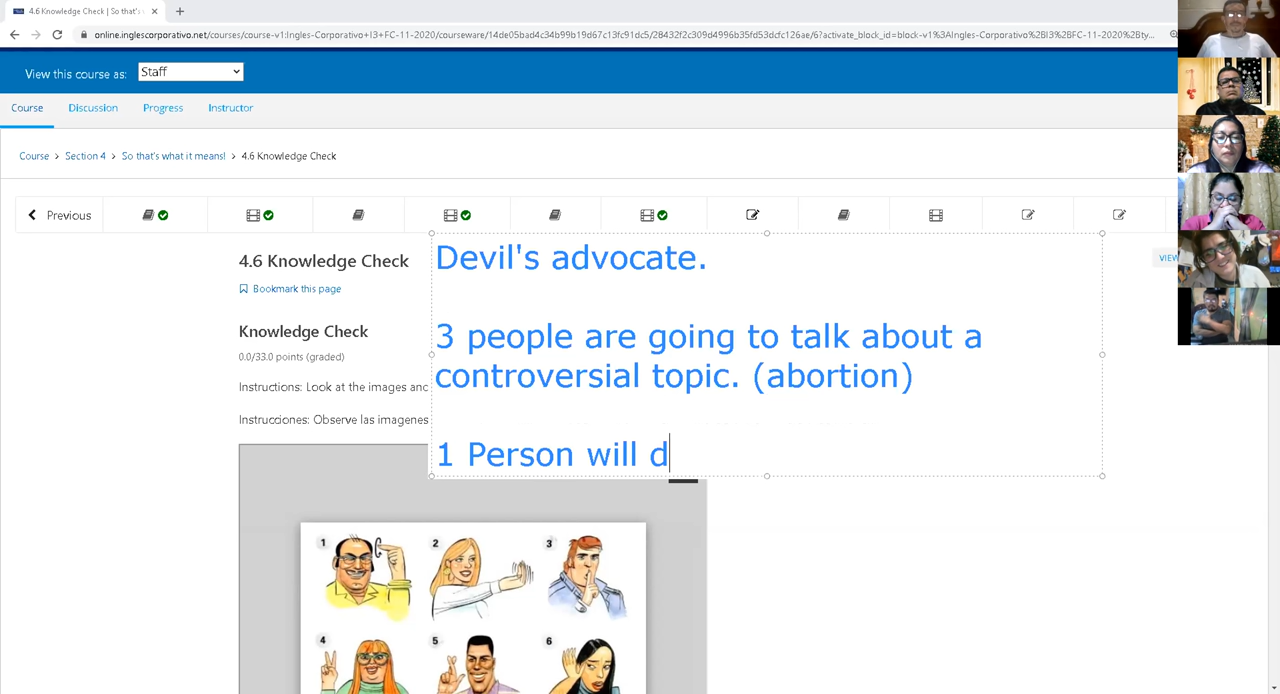 4.6 Knowledge Check | So that's
online.inglescorporativo.net/courses/course-v1:Ingles-Corporativo+I3+FC-11-2020/courseware/14de05bad4c34b99b19d67c13fc91dc5/28432f2c309d4996b35fd53dcfc126ae/6?activate_block_id=block-v1%3AIngles-Corporativo%2BI3%2BFC-11-2020%2Bty...
View this course as: Staff
Course Discussion Progress Instructor
Course > Section 4 > So that's what it means! > 4.6 Knowledge Check
Previous
4.6 Knowledge Check
Bookmark this page
VIEW
Knowledge Check
0.0/33.0 points (graded)
Instructions: Look at the images and
Instrucciones: Observe las imagenes
Devil's advocate.
3 people are going to talk about a
controversial topic. (abortion)
1 Person will d
1 2 3
4 5 6